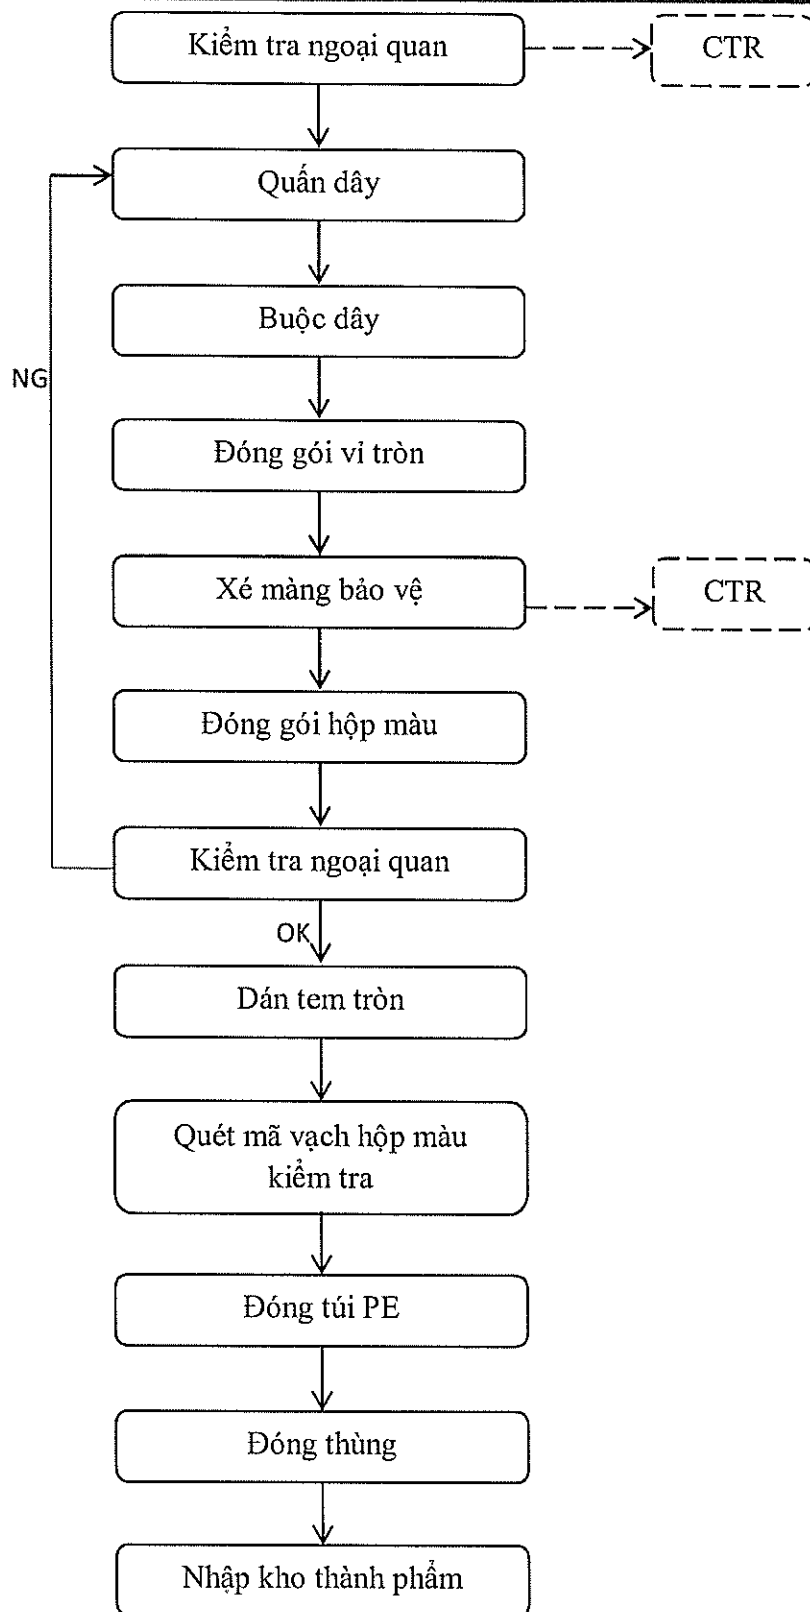 Kiểm tra ngoại quan
CTR
Quấn dây
Buộc dây
NG
Đóng gói vỉ tròn
Xé màng bảo vệ
CTR
Đóng gói hộp màu
Kiểm tra ngoại quan
OK
Dán tem tròn
Quét mã vạch hộp màu
kiểm tra
Đóng túi PE
Đóng thùng
Nhập kho thành phẩm